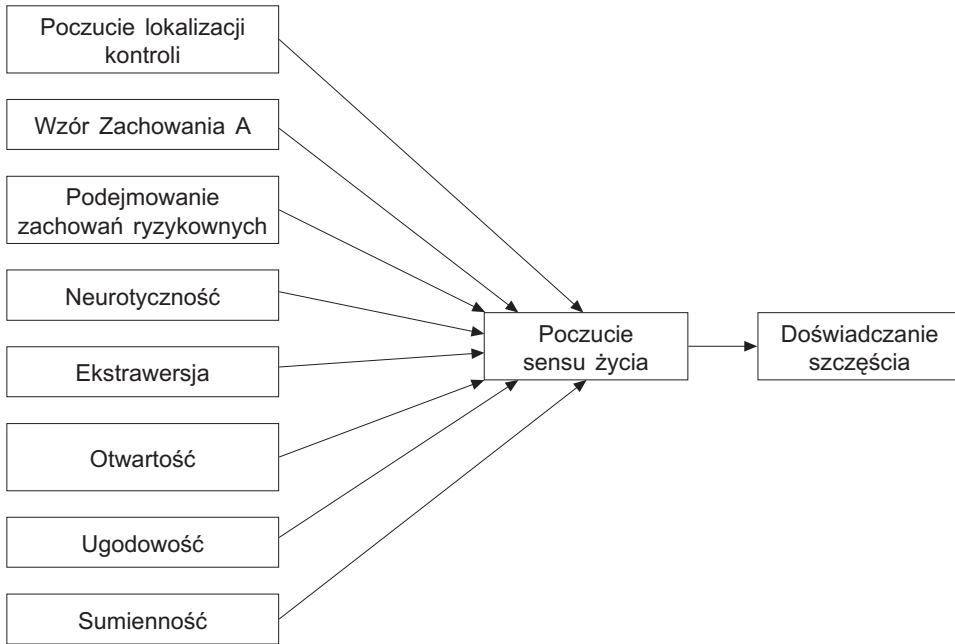 Poczucie lokalizacji
kontroli
Wzór Zachowania A
Podejmowanie
zachowań ryzykownych
Neurotyczność
Ekstrawersja
Otwartość
Ugodowość
Sumienność
Poczucie
sensu życia
Doświadczanie
szczęścia